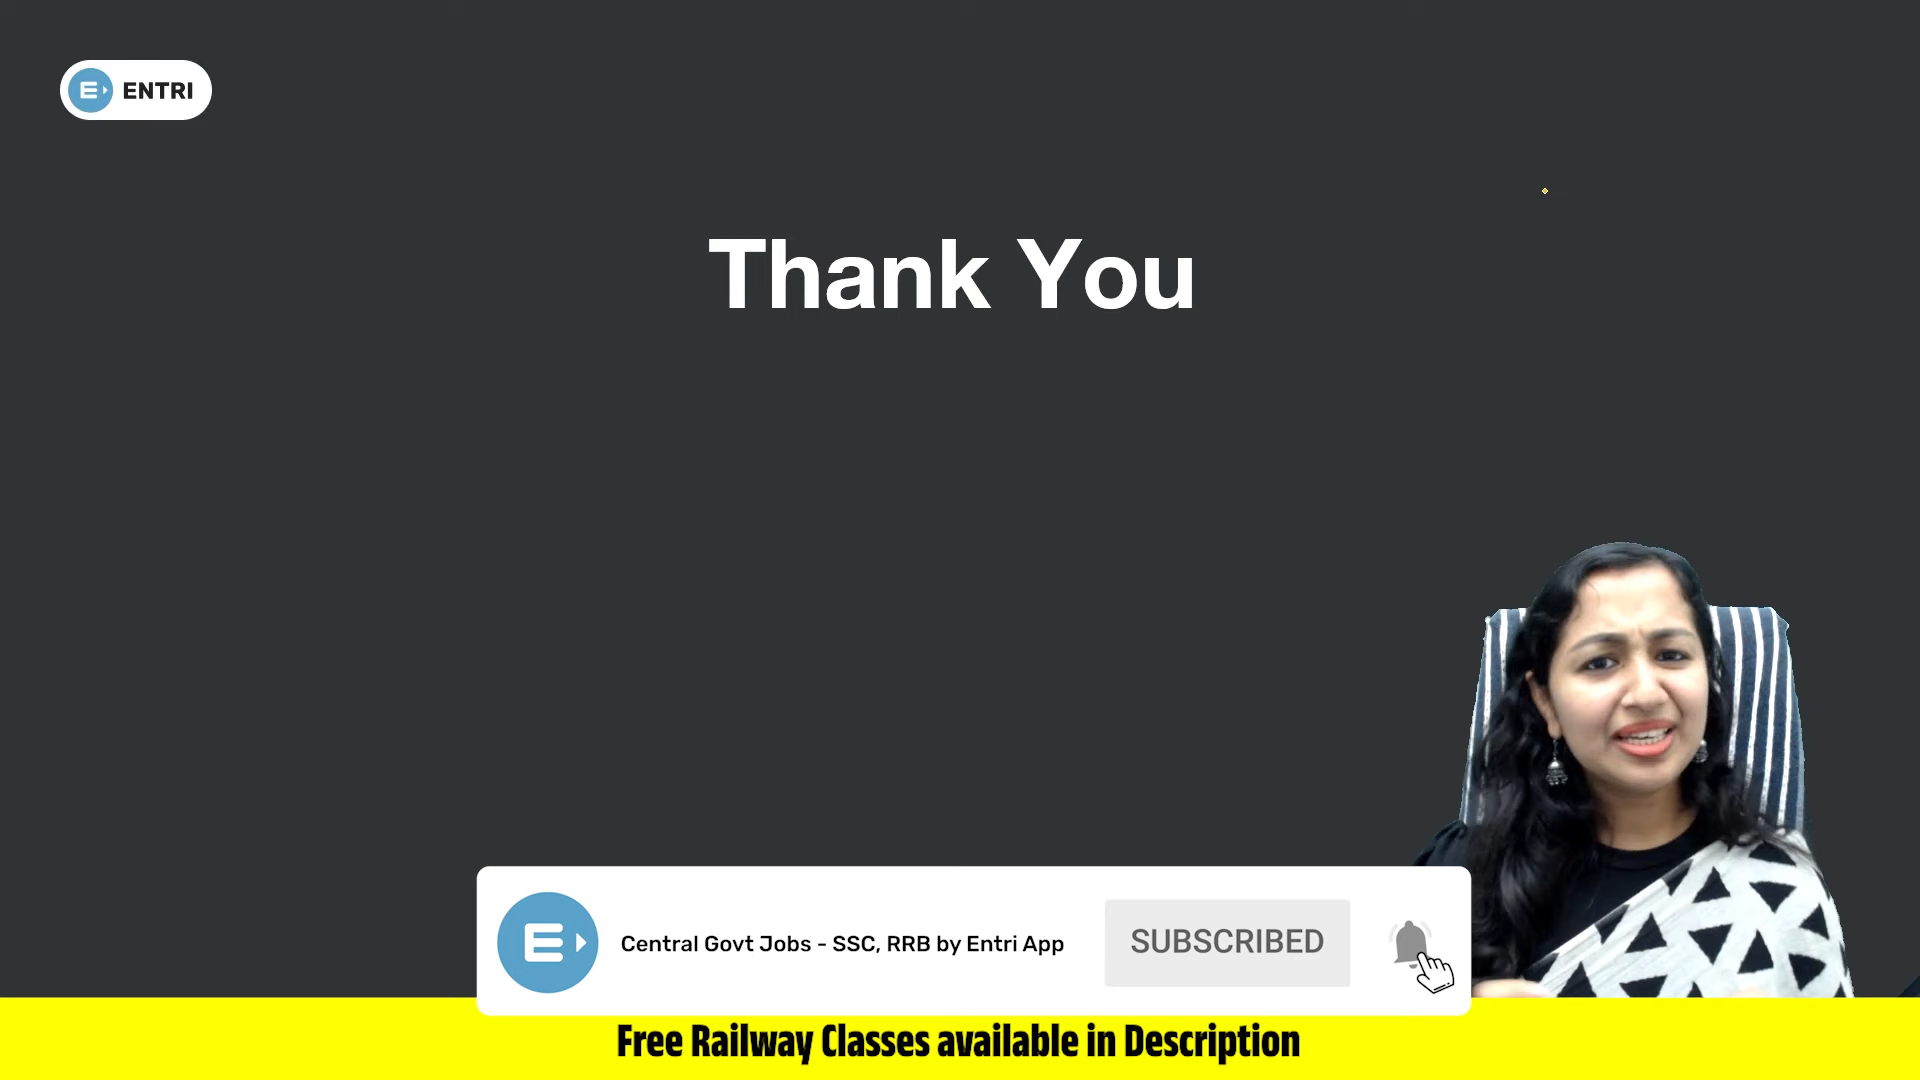 ENTRI
Thank You
Central Govt Jobs - SSC, RRB by Entri App
SUBSCRIBED
Free Railway Classes available in Description